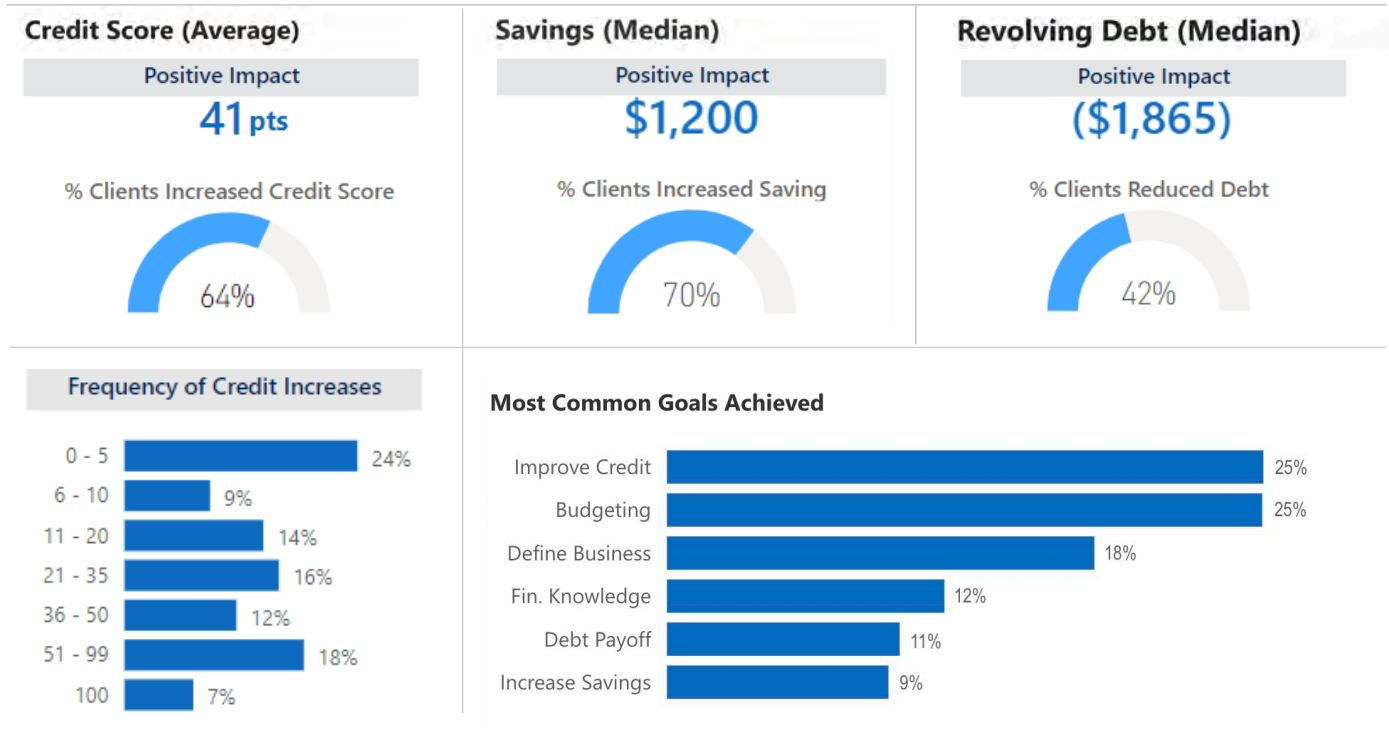 Credit Score (Average)
Positive Impact
41 pts
% Clients Increased Credit Score
64%
Savings (Median)
Positive Impact
$1,200
% Clients Increased Saving
70%
Revolving Debt (Median)
Positive Impact
($1,865)
% Clients Reduced Debt
42%
Frequency of Credit Increases
0 - 5 24%
6 - 10 9%
11 - 20 14%
21 - 35 16%
36 - 50 12%
51 - 99 18%
100 7%
Most Common Goals Achieved
Improve Credit 25%
Budgeting 25%
Define Business 18%
Fin. Knowledge 12%
Debt Payoff 11%
Increase Savings 9%